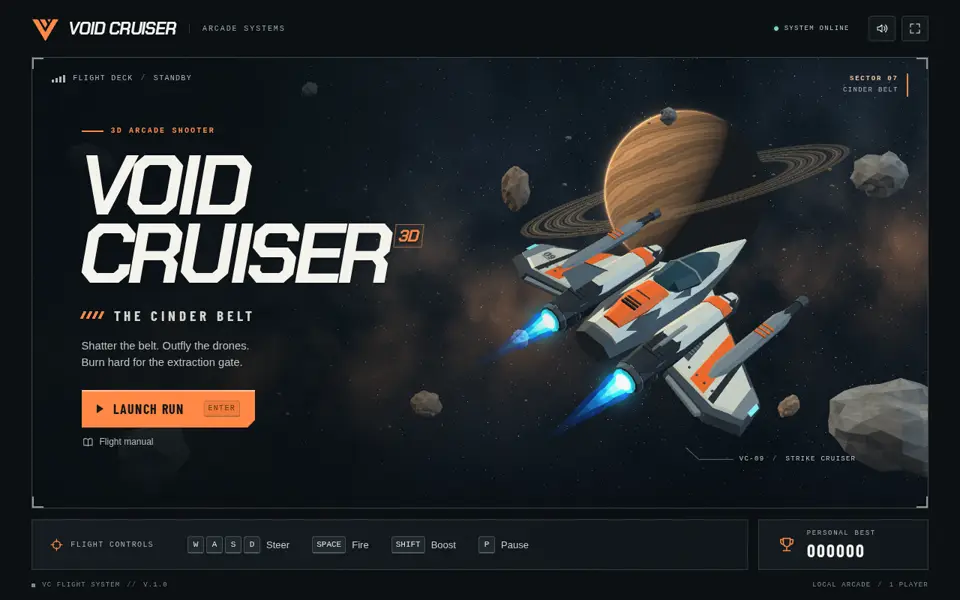 VOID CRUISER
ARCADE SYSTEMS
SYSTEM ONLINE
FLIGHT DECK / STANDBY
SECTOR 07
CINDER BELT
3D ARCADE SHOOTER
VOID
CRUISER 3D
THE CINDER BELT
Shatter the belt. Outfly the drones.
Burn hard for the extraction gate.
LAUNCH RUN ENTER
Flight manual
VC-09 / STRIKE CRUISER
FLIGHT CONTROLS
W A S D Steer
SPACE Fire
SHIFT Boost
P Pause
PERSONAL BEST
000000
VC FLIGHT SYSTEM // V.1.0
LOCAL ARCADE / 1 PLAYER